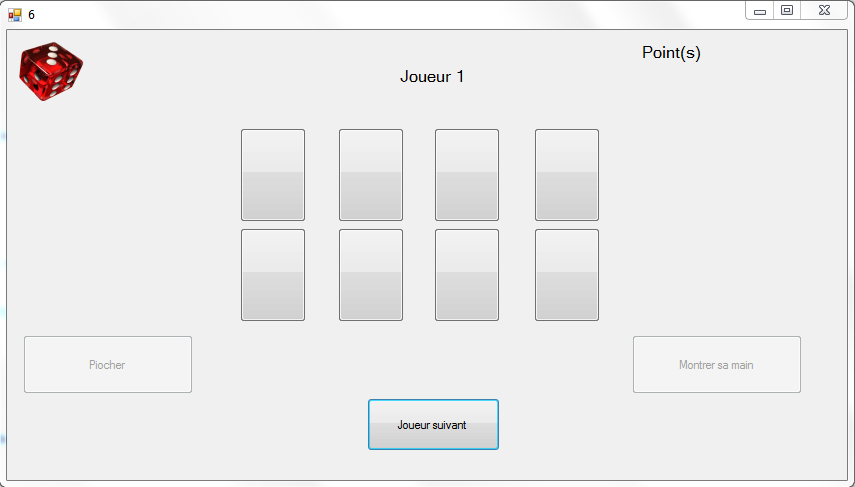 6
Point(s)
Joueur 1
Piocher
Montrer sa main
Joueur suivant